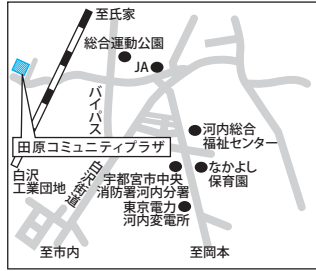 至氏家
総合運動公園
JA
バイパス
田原コミュニティプラザ
河内総合
福祉センター
白沢
工業団地
白沢街道
宇都宮市中央
消防署河内分署
なかよし
保育園
東京電力
河内変電所
至市内
至岡本